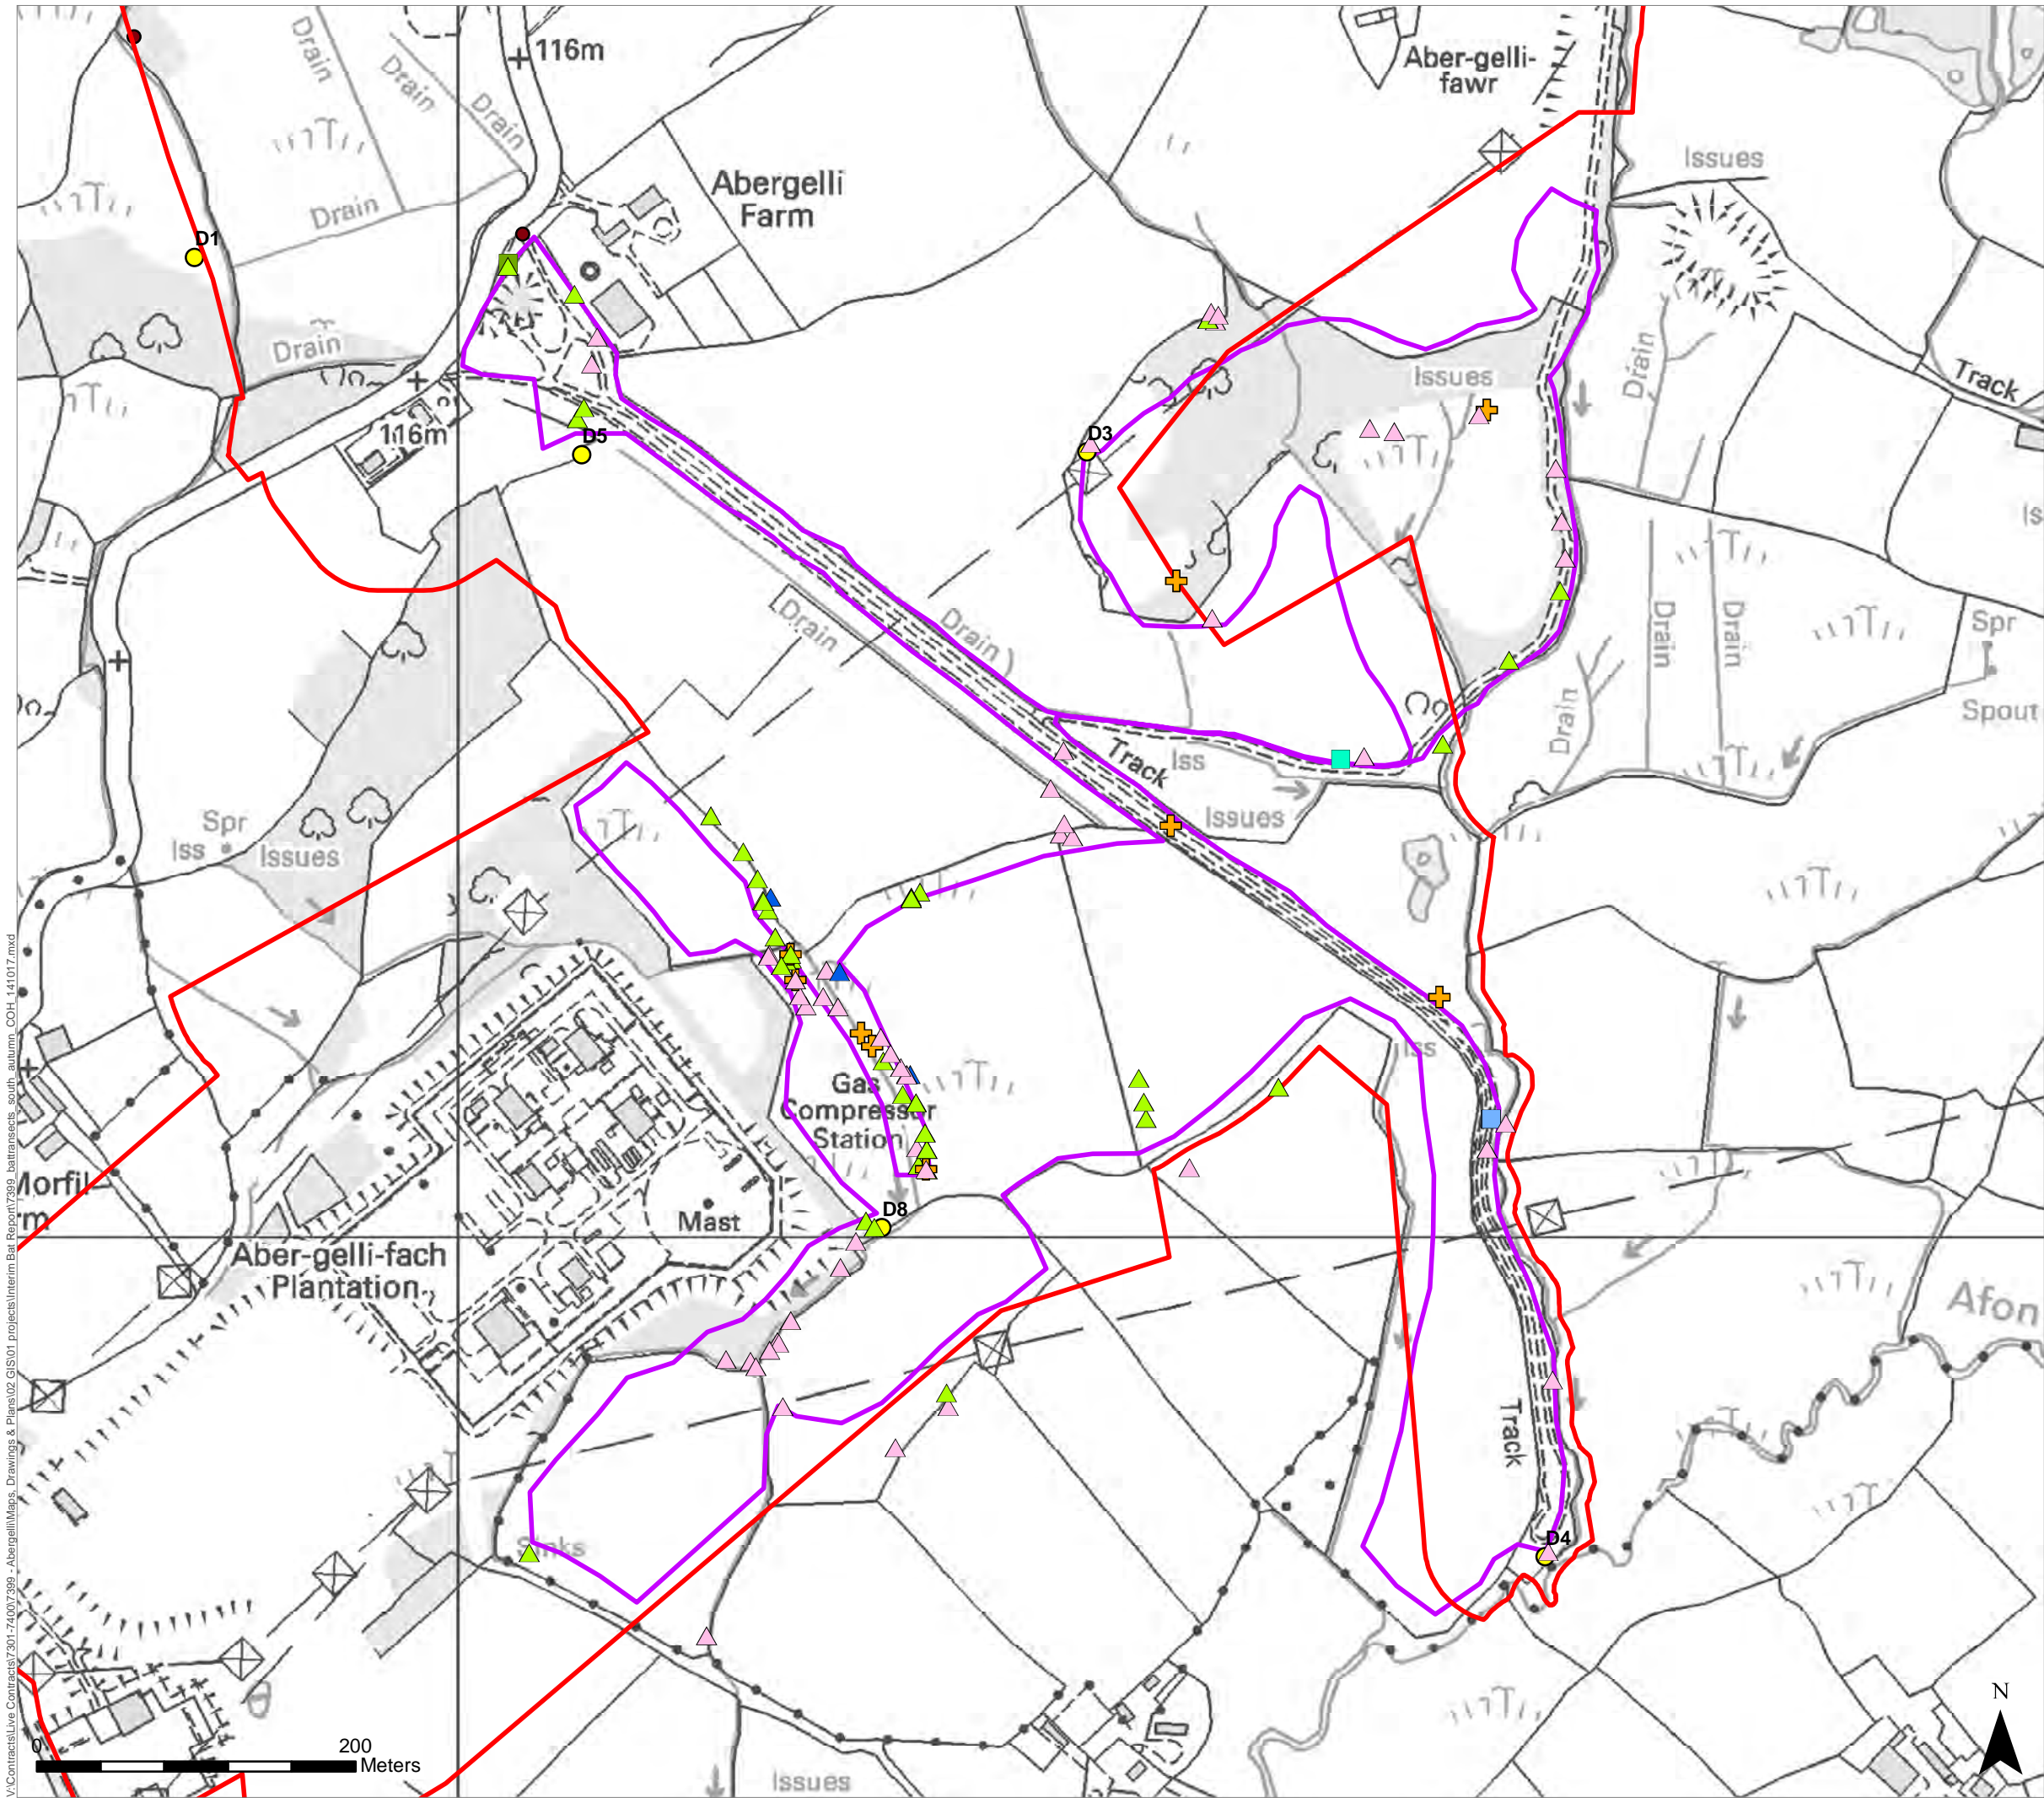 116m
Aber-gelli-
fawr
Drain
Drain
Drain
Issues
Abergelli
Farm
Drain
D1
Drain
Drain
Issues
Track
116m
D5
D3
Drain
Drain
Drain
Drain
Spr
Spout
Drain
Track
Iss
Issues
Spr
Iss
Issues
Iss
Gas
Compressor
Station
Morfil
D8
Mast
Aber-gelli-fach
Plantation
Afon
Track
Sinks
D4
N
0
200
Meters
Issues
V:\Contracts\Live Contracts\7301-7400\7399 - Abergelli\Maps, Drawings & Plans\02 GIS\01 projects\Interim Bat Report\7399_battransects_south_autumn_COH_141017.mxd